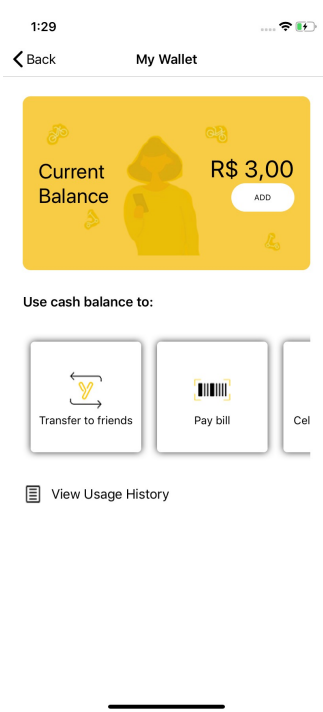 1:29
Back
My Wallet
Current
Balance
R$ 3,00
ADD
Use cash balance to:
Transfer to friends
Pay bill
Cel
View Usage History